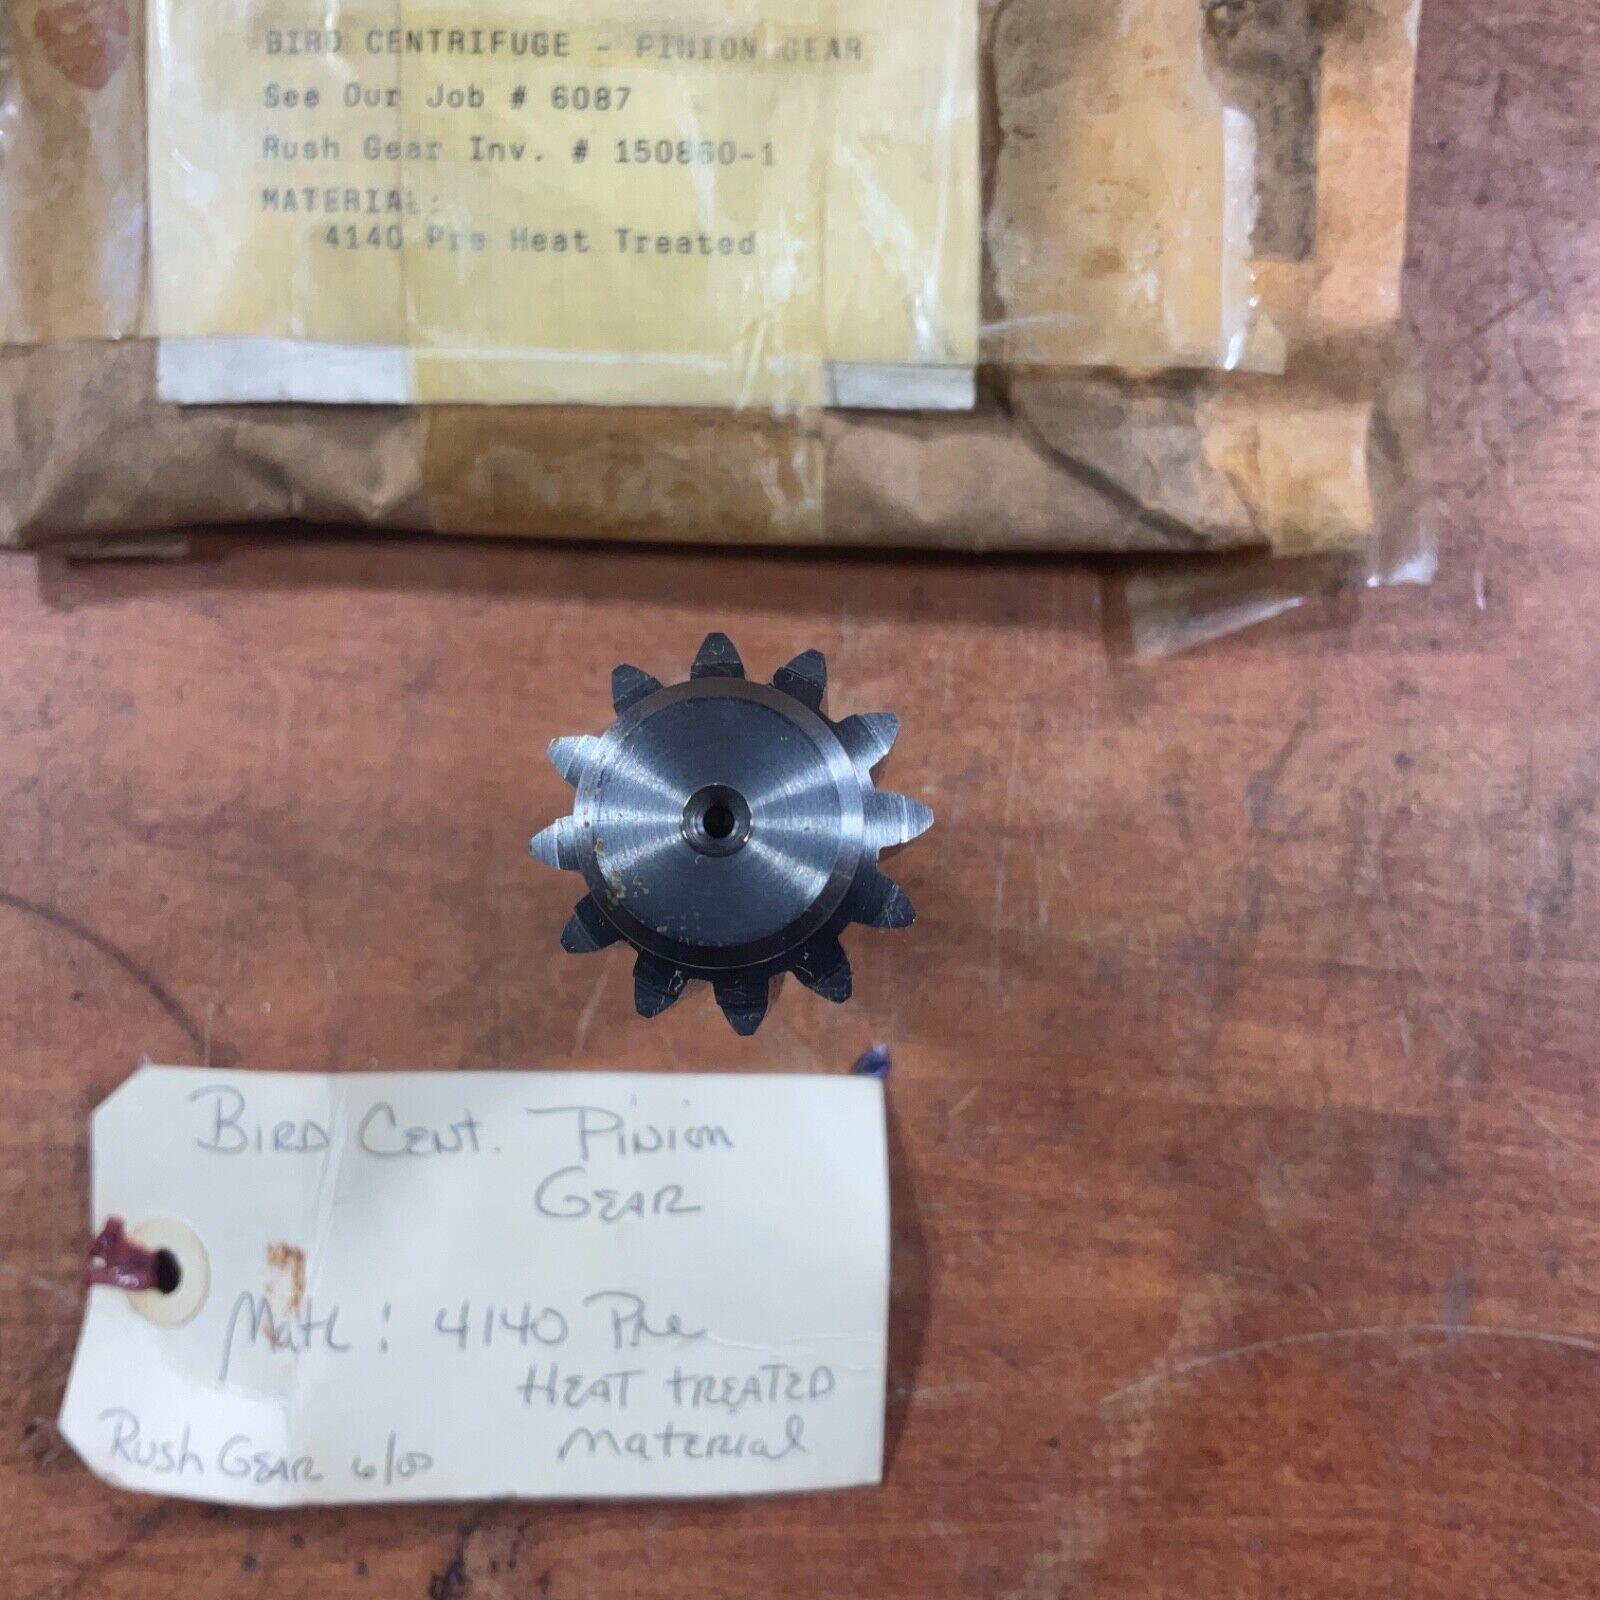 BIRD CENTRIFUGE - PINION GEAR
See Our Job # 6087
Rush Gear Inv. # 150860-1
MATERIAL:
4140 Pre Heat Treated
BIRD CENT. PINION
GEAR
Matl: 4140 Pre
HEAT TREATED
Material
Rush GEAR 6/00